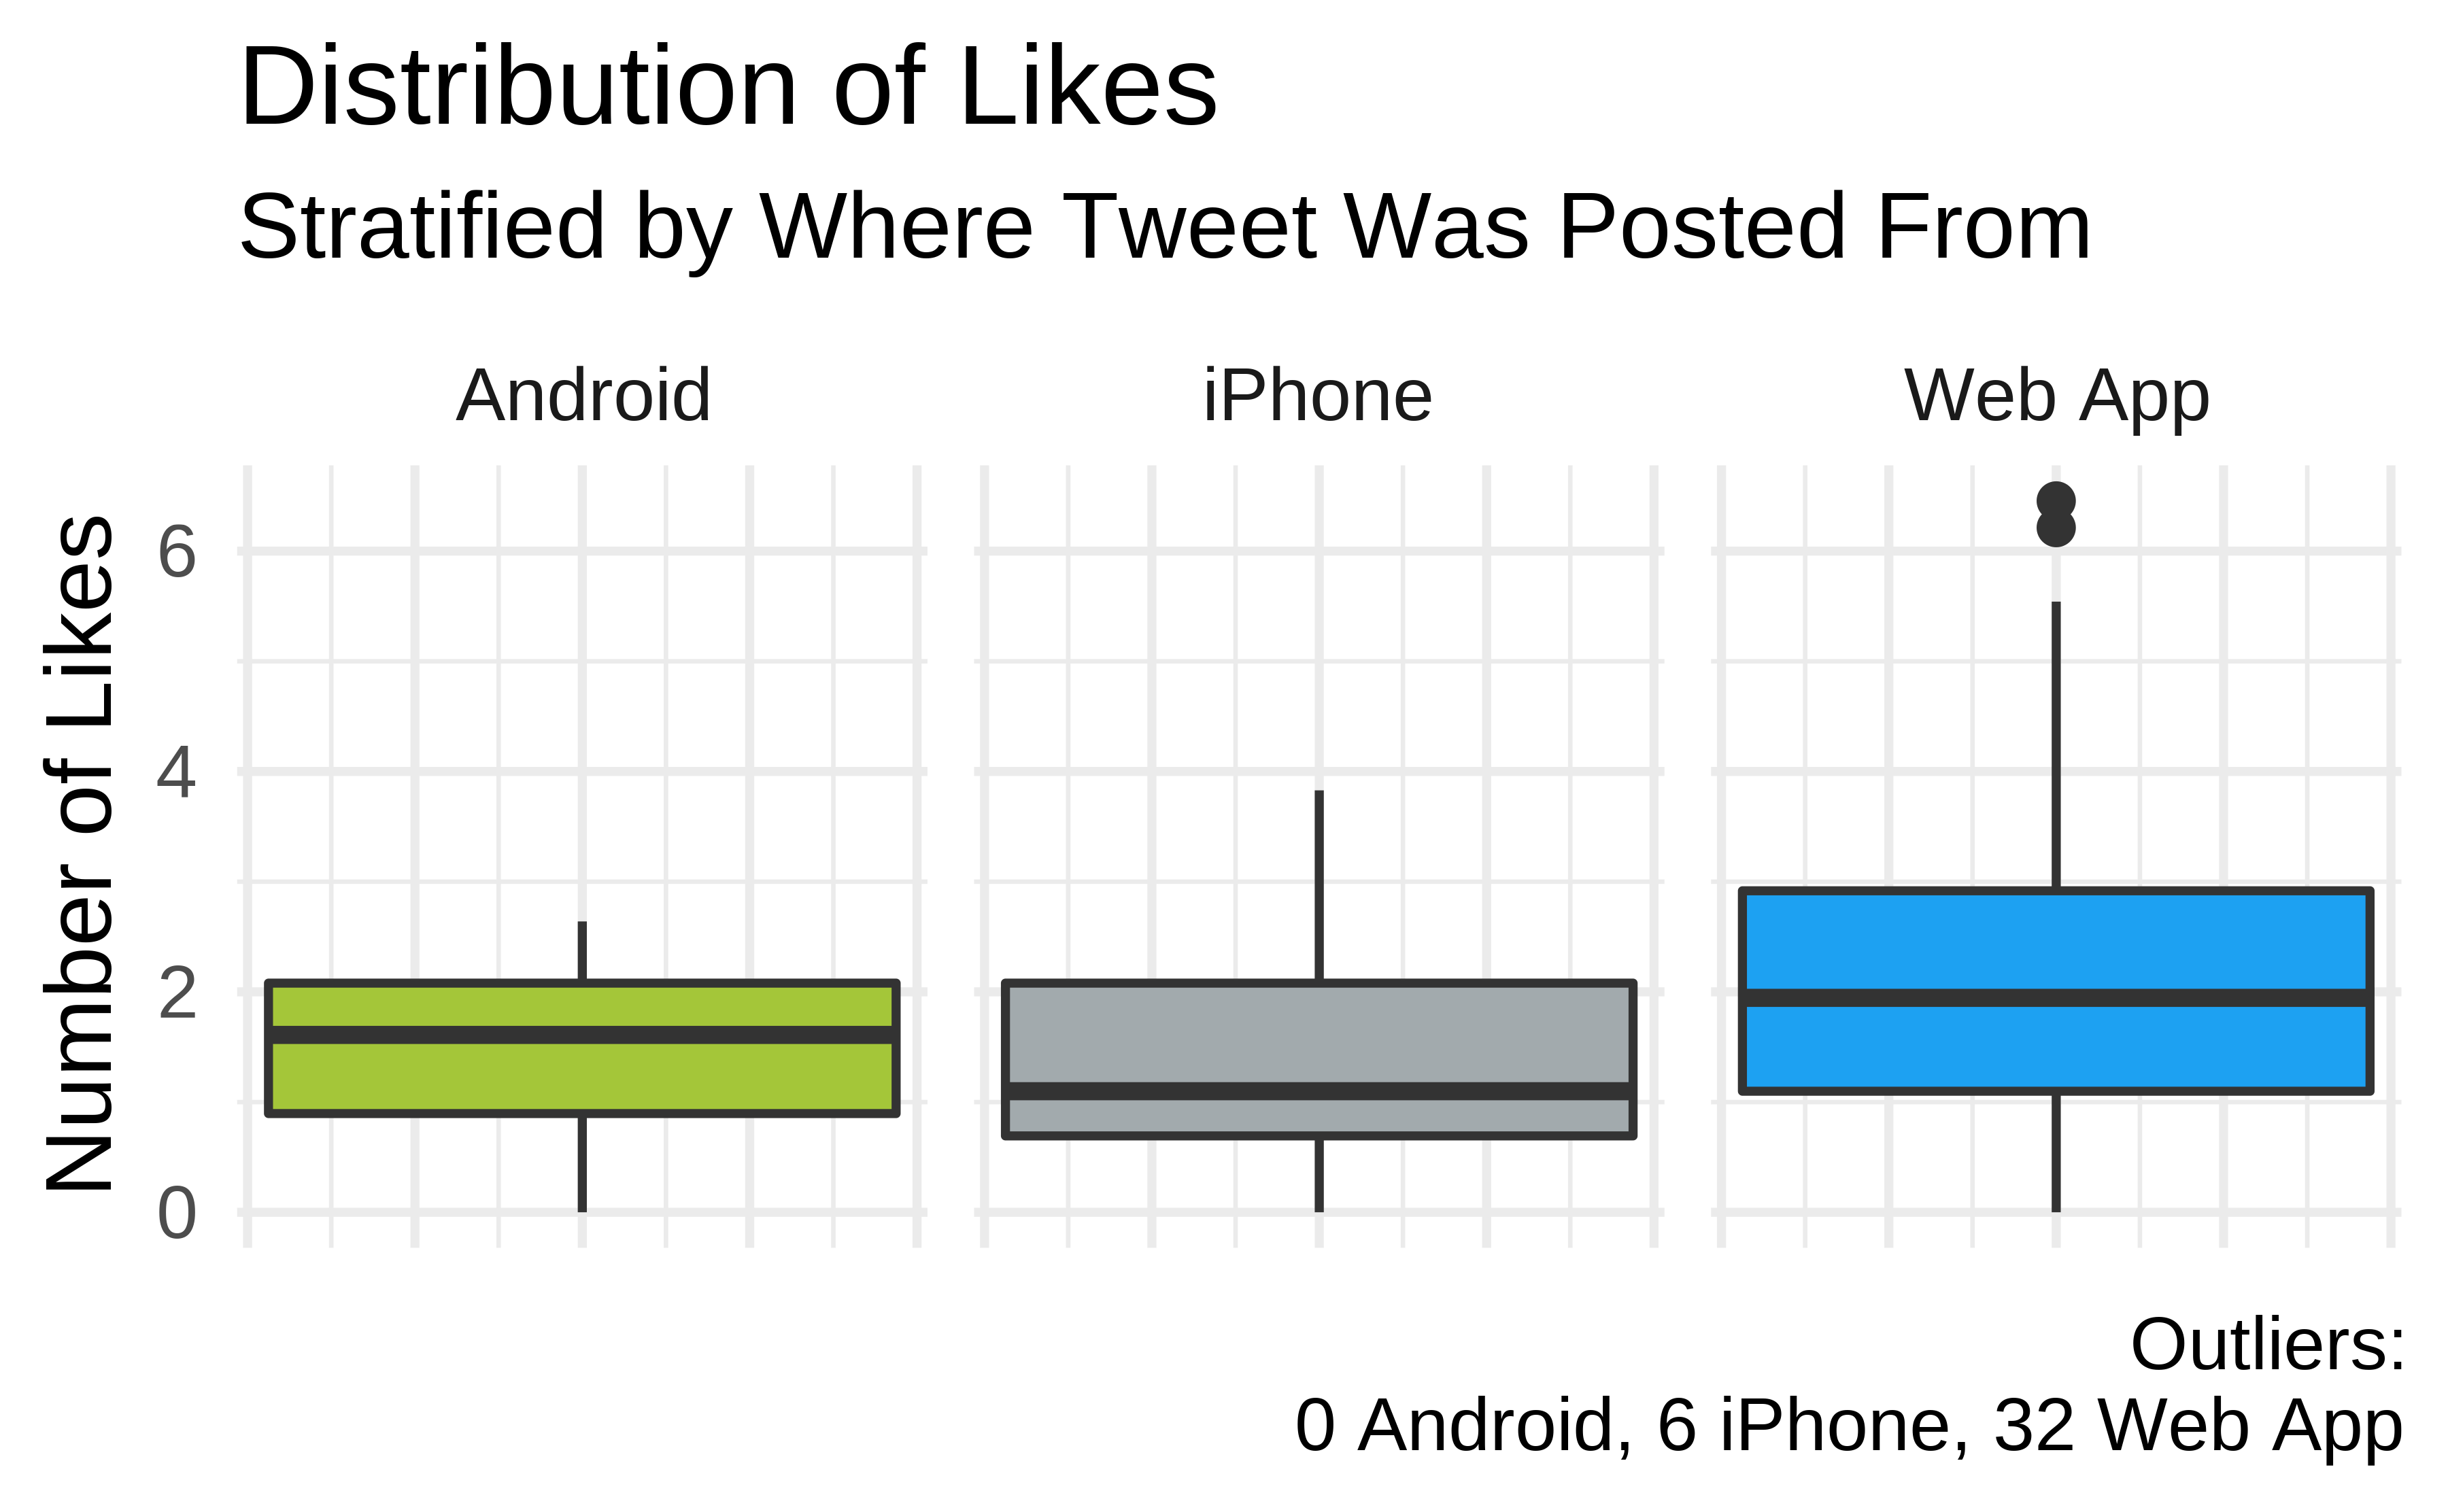 Distribution of Likes
Stratified by Where Tweet Was Posted From
Android
iPhone
Web App
Number of Likes
6
4
2
0
Outliers:
0 Android, 6 iPhone, 32 Web App